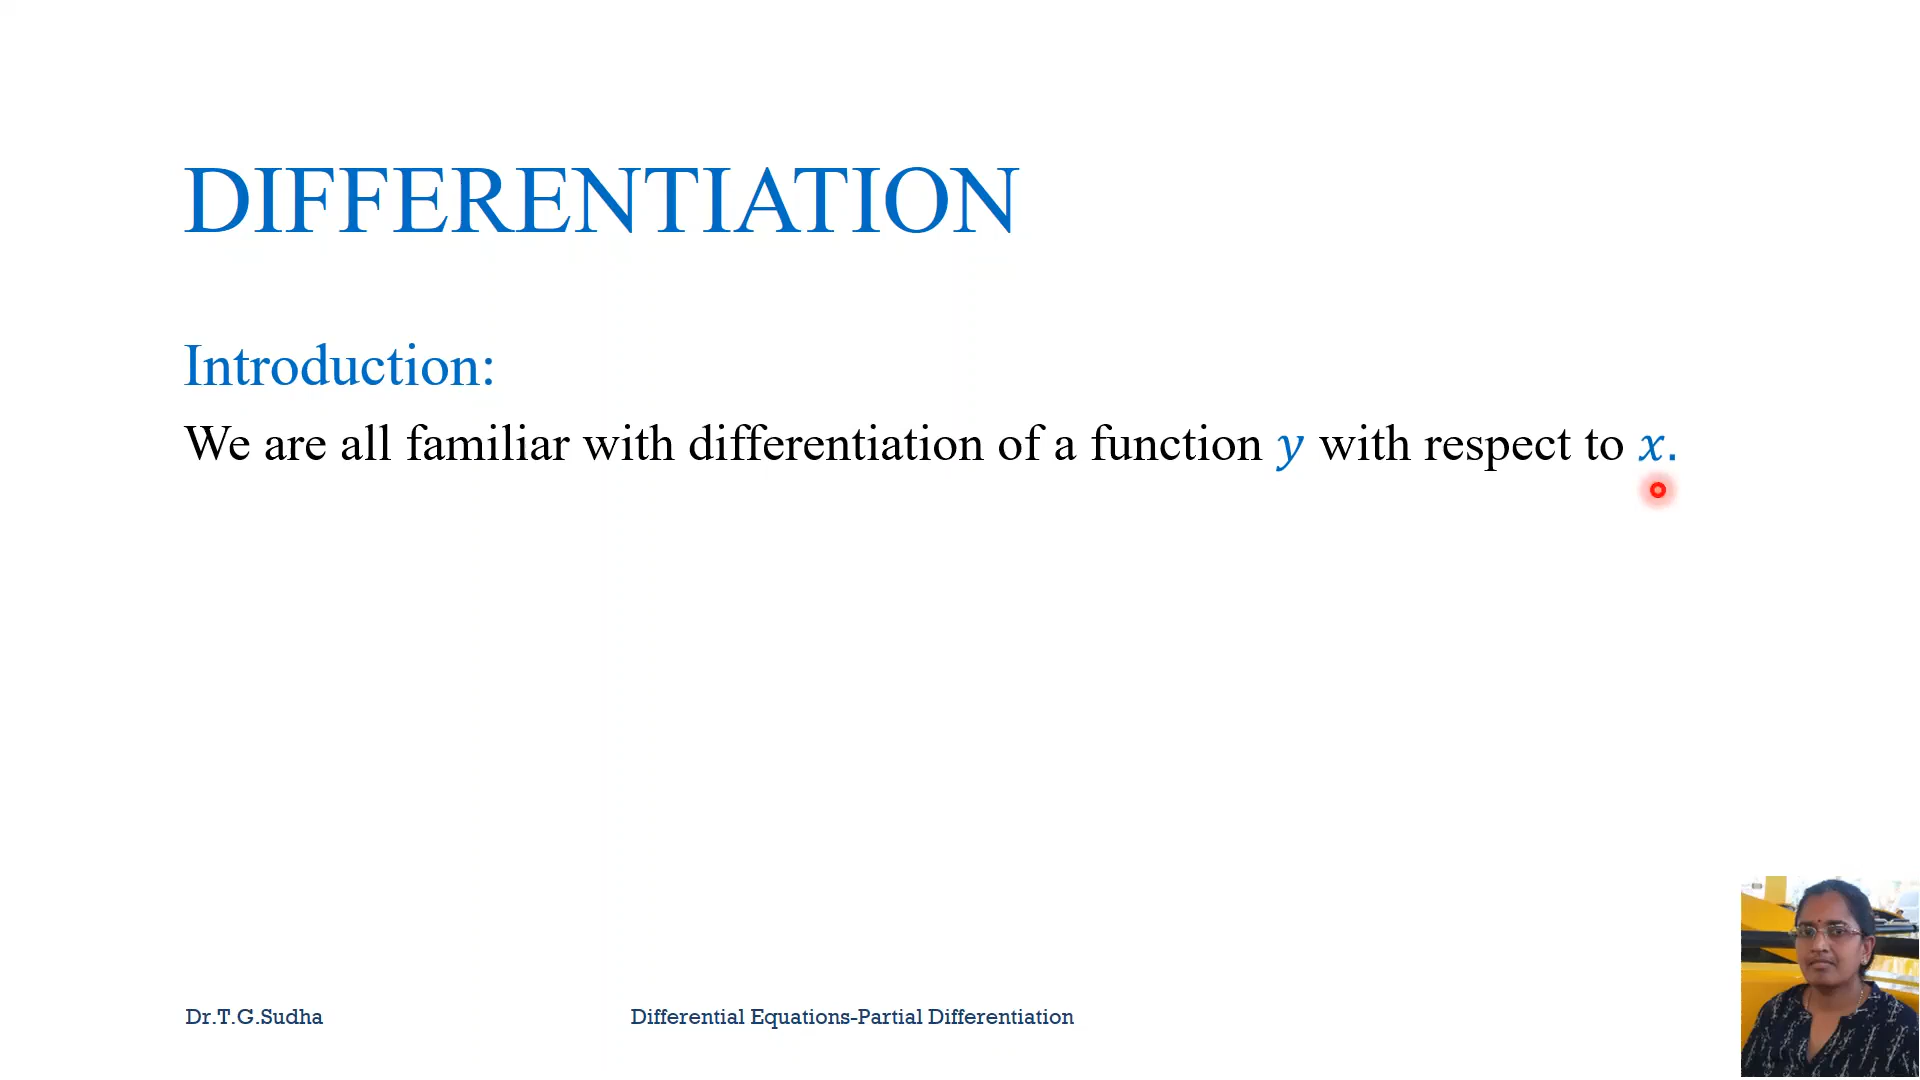 DIFFERENTIATION
Introduction:
We are all familiar with differentiation of a function y with respect to x.
Dr.T.G.Sudha
Differential Equations-Partial Differentiation